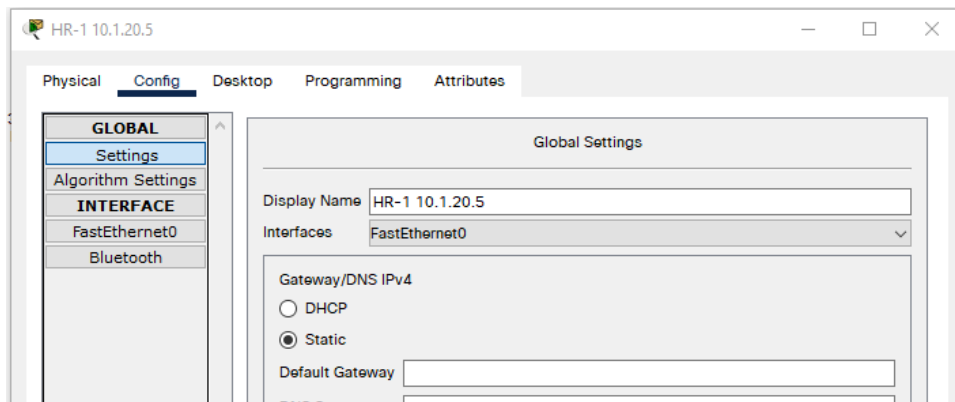 HR-1 10.1.20.5
Physical Config Desktop Programming Attributes
GLOBAL
Settings
Algorithm Settings
INTERFACE
FastEthernet0
Bluetooth
Global Settings
Display Name HR-1 10.1.20.5
Interfaces FastEthernet0
Gateway/DNS IPv4
DHCP
Static
Default Gateway